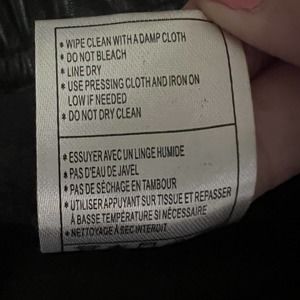 * WIPE CLEAN WITH A DAMP CLOTH
* DO NOT BLEACH
* LINE DRY
* USE PRESSING CLOTH AND IRON ON
LOW IF NEEDED
* DO NOT DRY CLEAN
* ESSUYER AVEC UN LINGE HUMIDE
* PAS D'EAU DE JAVEL
* PAS DE SÉCHAGE EN TAMBOUR
* UTILISER APPUYANT SUR TISSUE ET REPASSER
À BASSE TEMPÉRATURE SI NÉCESSAIRE
* NETTOYAGE À SEC INTERDIT